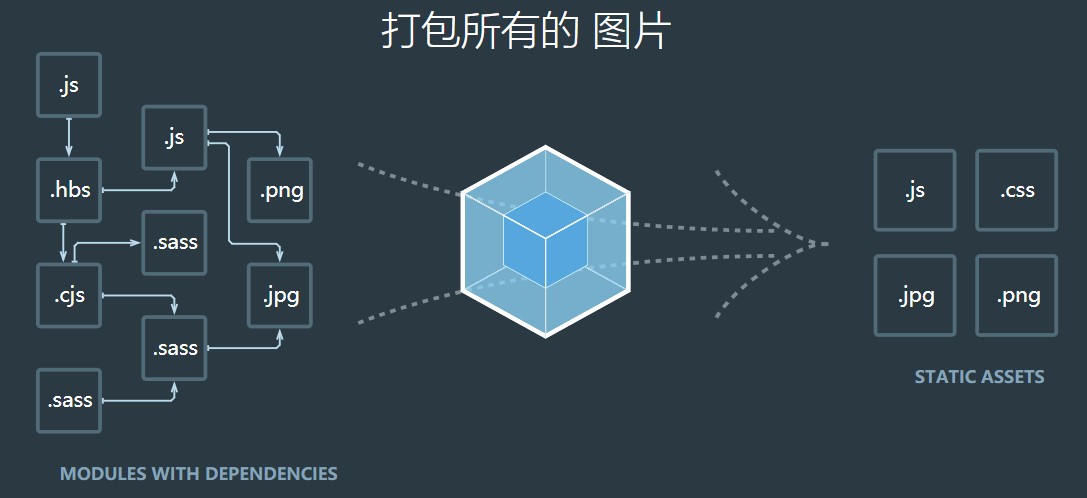 打包所有的 图片
.js
.js
.hbs
.png
.sass
.cjs
.jpg
.sass
.sass
MODULES WITH DEPENDENCIES
.js
.css
.jpg
.png
STATIC ASSETS